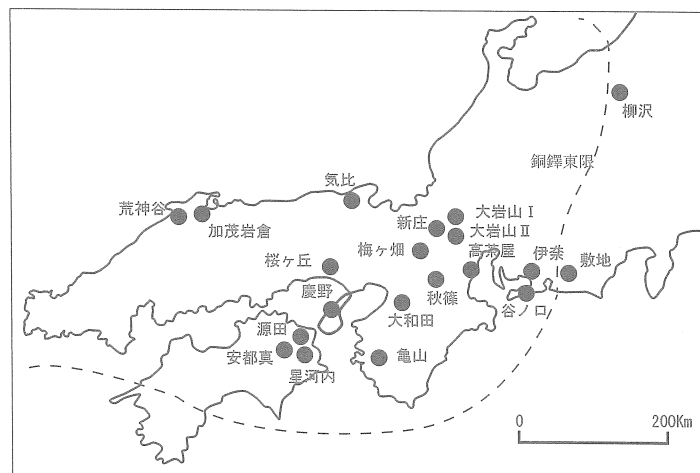 柳沢
銅鐸東限
気比
荒神谷
加茂岩倉
新庄
大岩山Ⅰ
大岩山Ⅱ
梅ヶ畑
高茶屋
伊奈
敷地
桜ヶ丘
慶野
秋篠
谷ノ口
大和田
源田
安都真
星河内
亀山
0
200Km